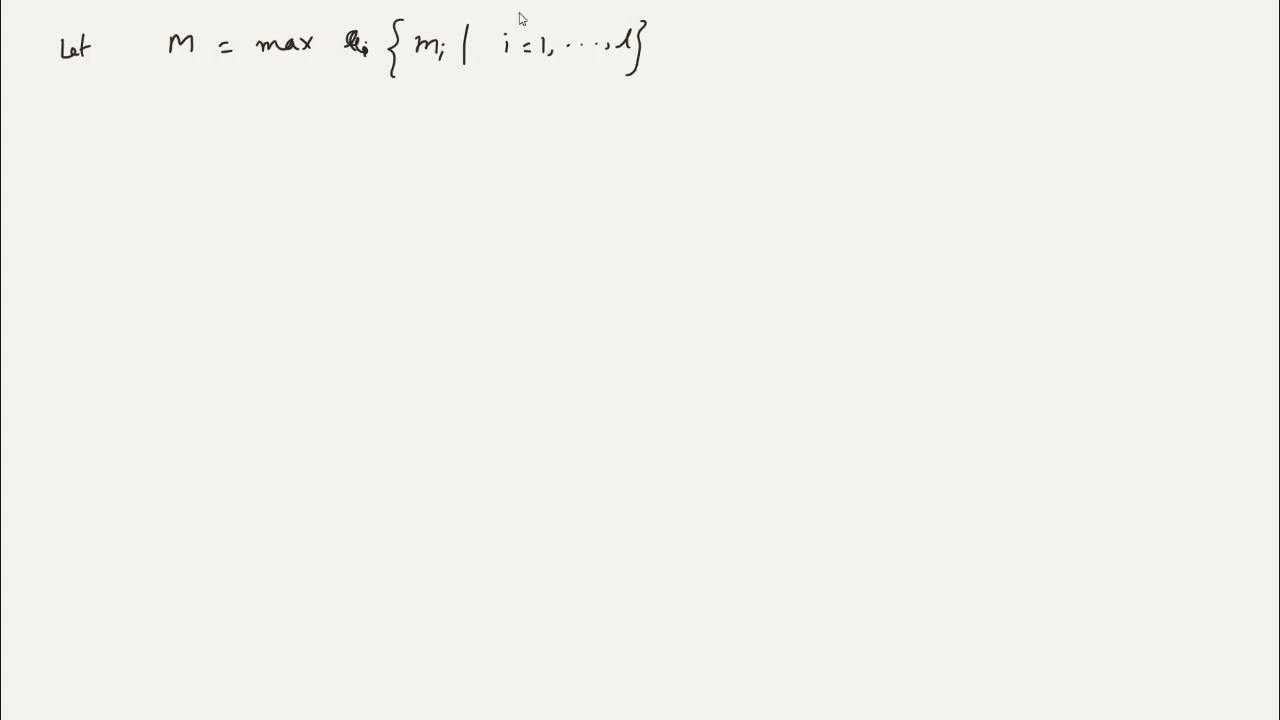 Let M = max { m_i | i = 1, ..., l }